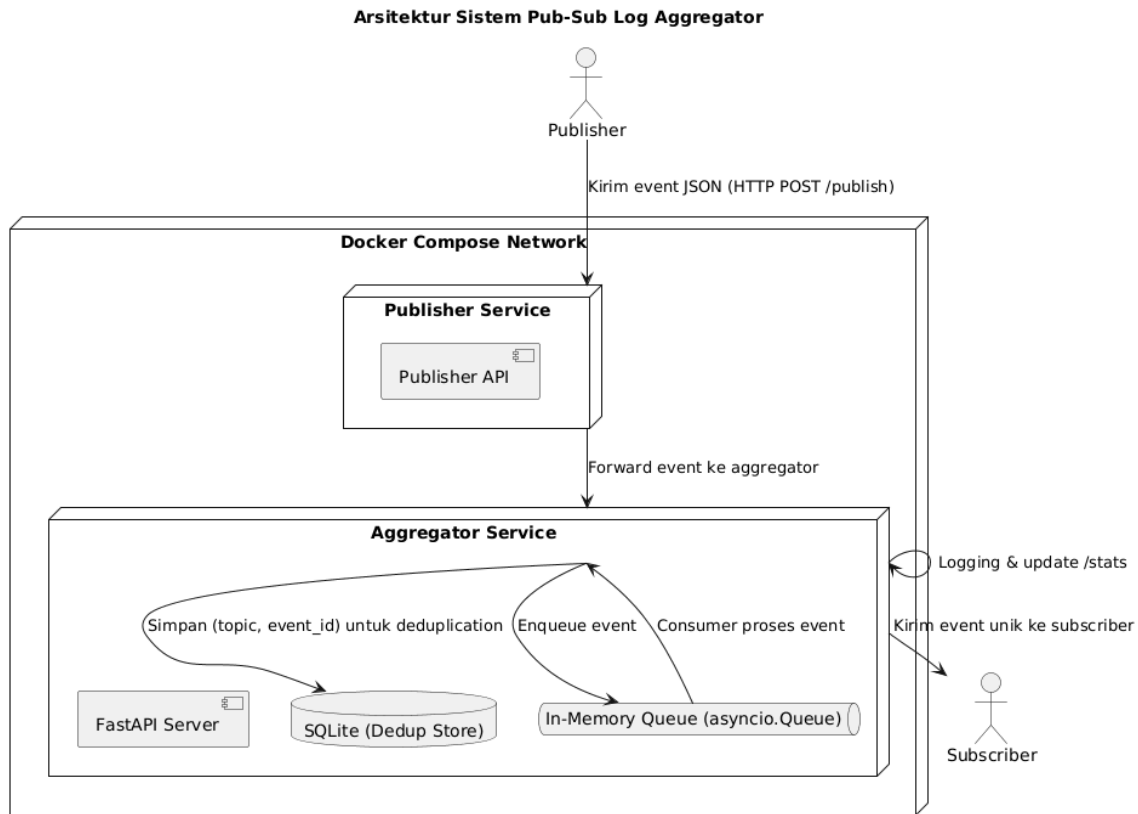 Arsitektur Sistem Pub-Sub Log Aggregator
Publisher
Kirim event JSON (HTTP POST /publish)
Docker Compose Network
Publisher Service
Publisher API
Forward event ke aggregator
Aggregator Service
Logging & update /stats
Simpan (topic, event_id) untuk deduplication
Enqueue event
Consumer proses event
Kirim event unik ke subscriber
FastAPI Server
SQLite (Dedup Store)
In-Memory Queue (asyncio.Queue)
Subscriber